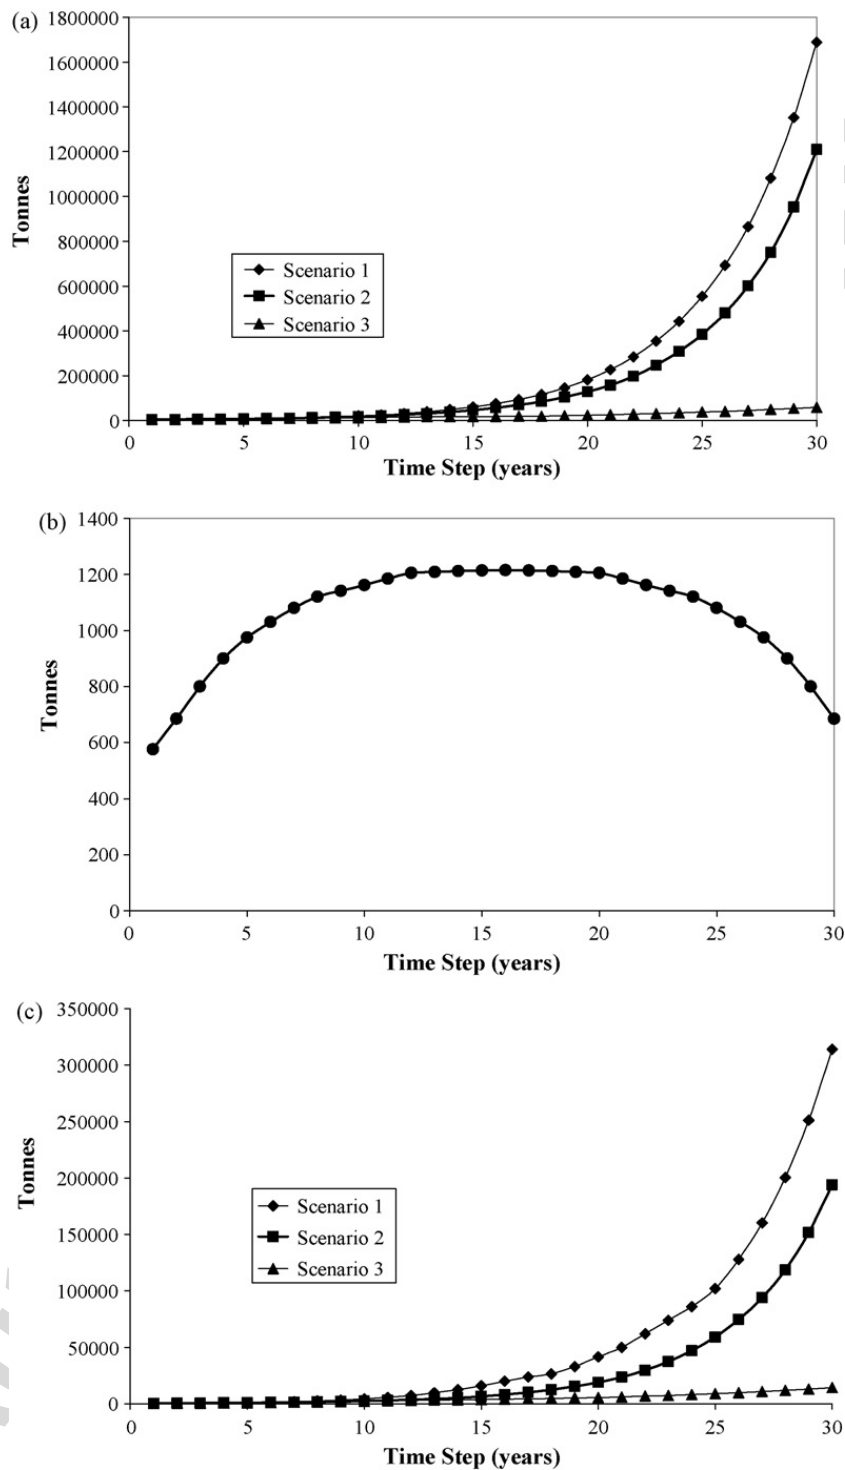 (a)
1800000
1600000
1400000
1200000
1000000
800000
600000
400000
200000
0
Tonnes
Scenario 1
Scenario 2
Scenario 3
0 5 10 15 20 25 30
Time Step (years)
(b)
1400
1200
1000
800
600
400
200
0
Tonnes
0 5 10 15 20 25 30
Time Step (years)
(c)
350000
300000
250000
200000
150000
100000
50000
0
Tonnes
Scenario 1
Scenario 2
Scenario 3
0 5 10 15 20 25 30
Time Step (years)